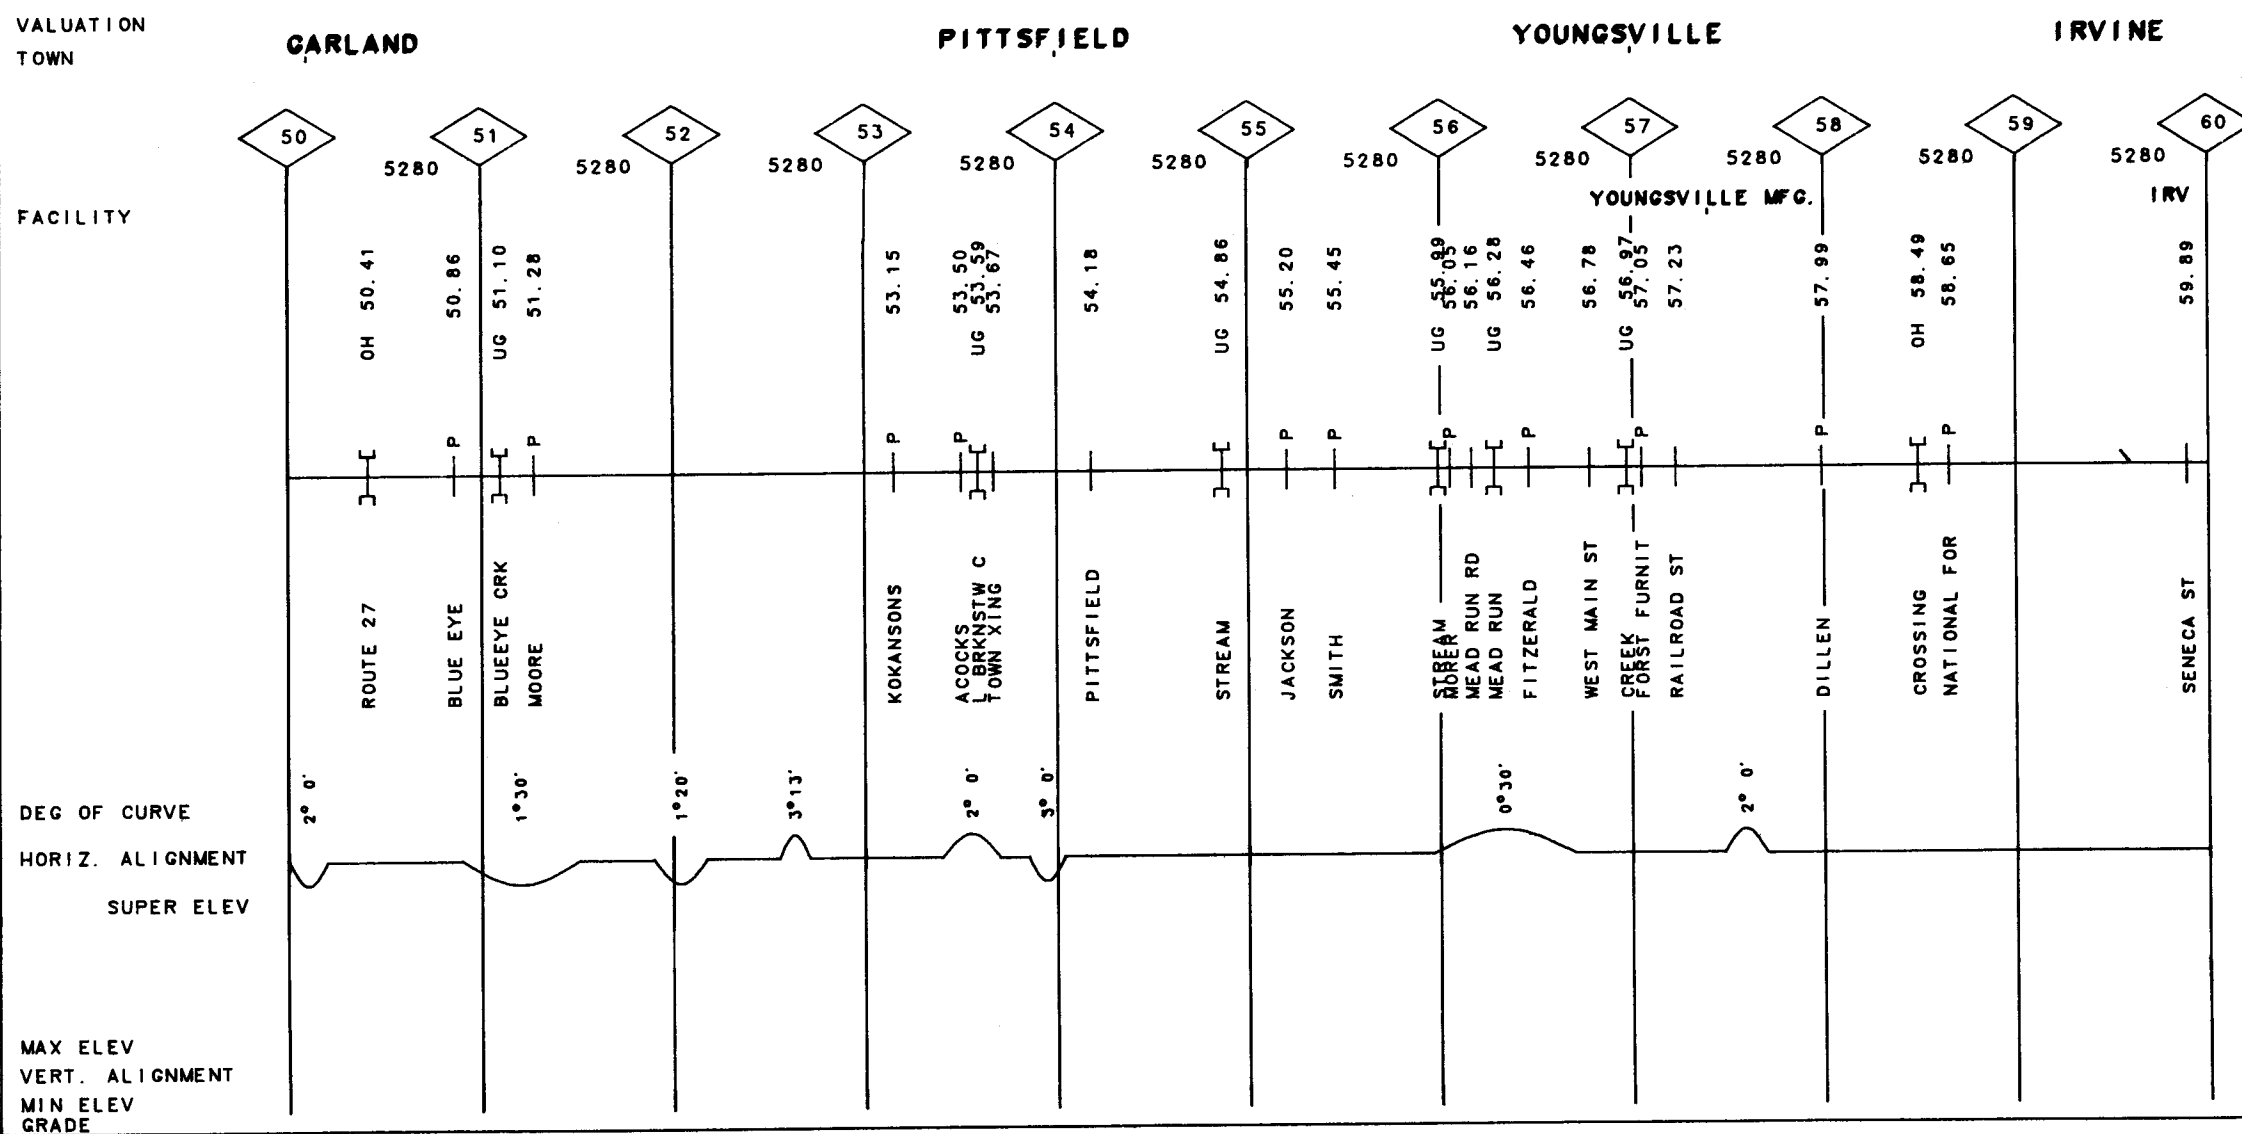 VALUATION
TOWN
GARLAND
PITTSFIELD
YOUNGSVILLE
IRVINE
50
51
52
53
54
55
56
57
58
59
60
5280
5280
5280
5280
5280
5280
5280
5280
5280
5280
FACILITY
YOUNGSVILLE MFG.
IRV
OH 50.41
50.86
UG 51.10
51.28
53.15
53.50
UG 53.59
53.67
54.18
UG 54.86
55.20
55.45
UG 55.99
56.05
56.16
UG 56.28
56.46
56.78
UG 56.97
57.05
57.23
57.99
OH 58.49
58.65
59.89
P
P
P
P
P
P
P
P
P
P
P
ROUTE 27
BLUE EYE
BLUEEYE CRK
MOORE
KOKANSONS
ACOCKS
L BRKNSTW C
TOWN XING
PITTSFIELD
STREAM
JACKSON
SMITH
STREAM
MORER
MEAD RUN RD
MEAD RUN
FITZERALD
WEST MAIN ST
CREEK
FORST FURNIT
RAILROAD ST
DILLEN
CROSSING
NATIONAL FOR
SENECA ST
DEG OF CURVE
2° 0'
1°30'
1°20'
3°13'
2° 0'
3° 0'
0°30'
2° 0'
HORIZ. ALIGNMENT
SUPER ELEV
MAX ELEV
VERT. ALIGNMENT
MIN ELEV
GRADE